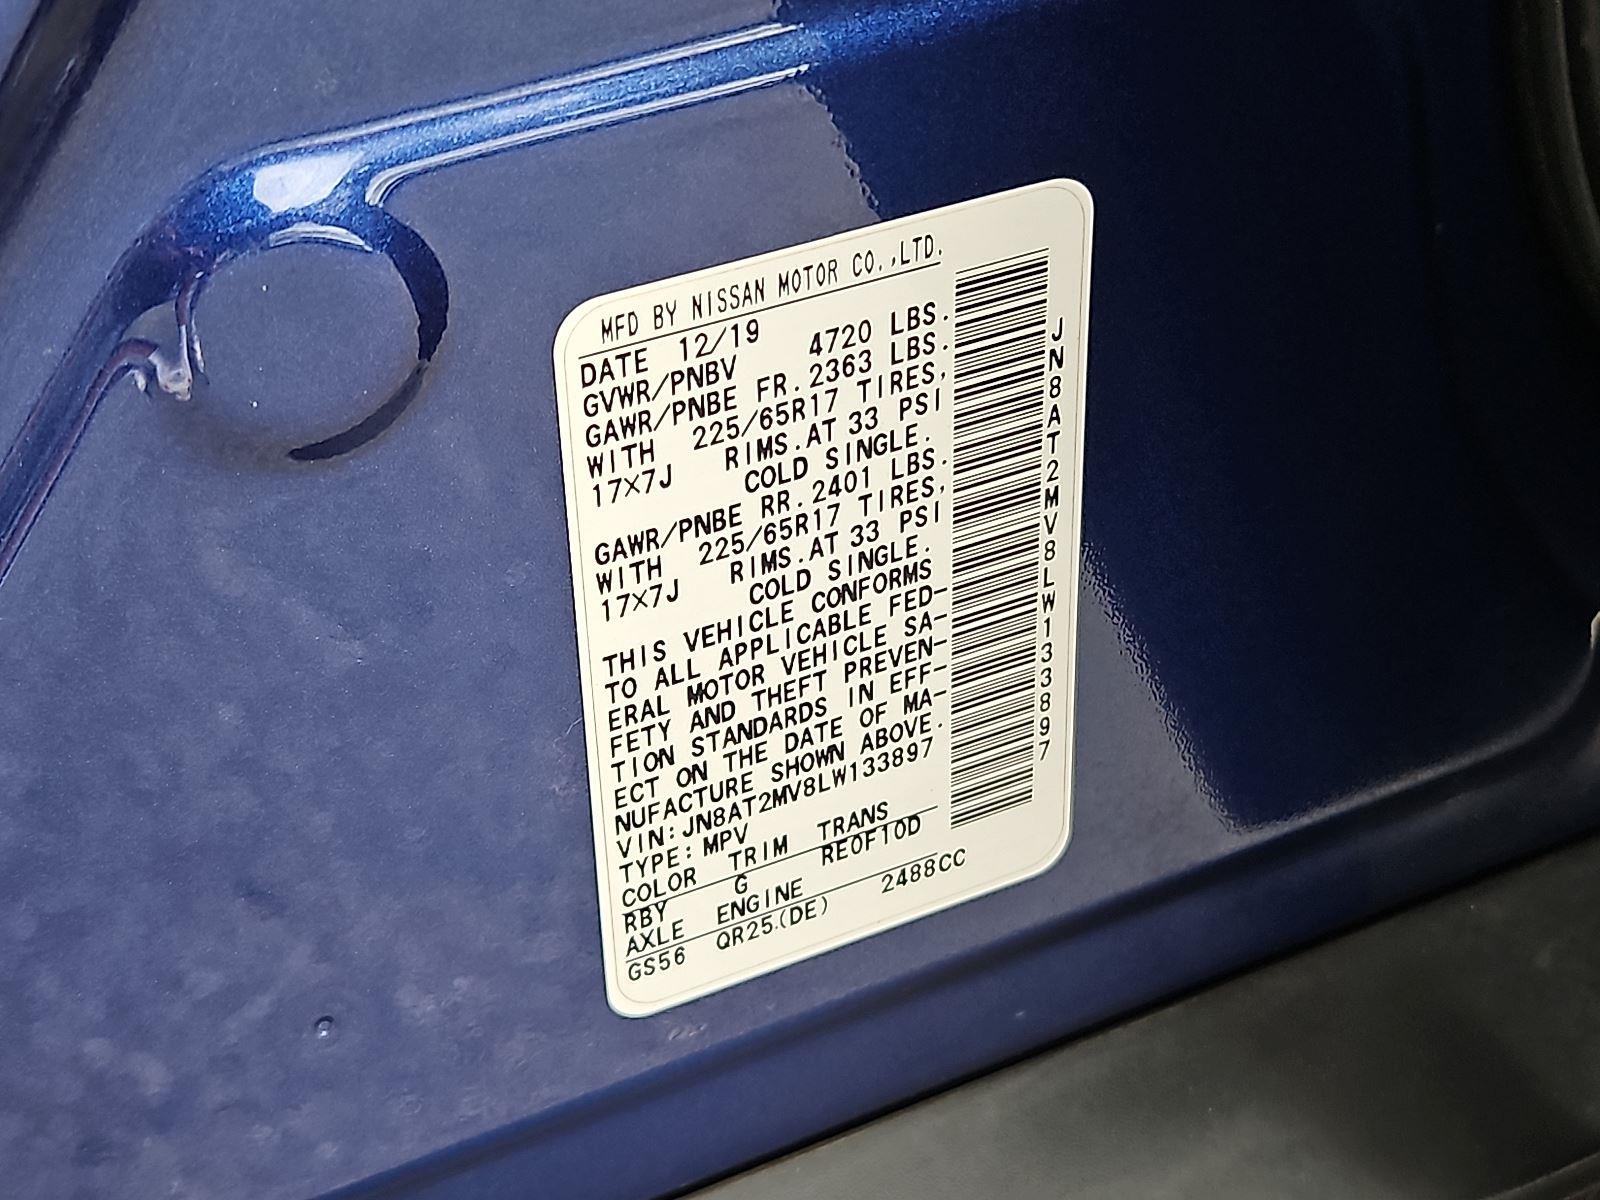 MFD BY NISSAN MOTOR CO.,LTD.
DATE 12/19
GVWR/PNBV 4720 LBS.
GAWR/PNBE FR.2363 LBS.
WITH 225/65R17 TIRES,
17×7J RIMS.AT 33 PSI
COLD SINGLE.
GAWR/PNBE RR.2401 LBS.
WITH 225/65R17 TIRES,
17×7J RIMS.AT 33 PSI
COLD SINGLE.
THIS VEHICLE CONFORMS
TO ALL APPLICABLE FED-
ERAL MOTOR VEHICLE SA-
FETY AND THEFT PREVEN-
TION STANDARDS IN EFF-
ECT ON THE DATE OF MA-
NUFACTURE SHOWN ABOVE.
VIN:JN8AT2MV8LW133897
TYPE:MPV
COLOR TRIM TRANS
RBY G RE0F10D
AXLE ENGINE
GS56 QR25.(DE) 2488CC
JN8AT2MV8LW133897